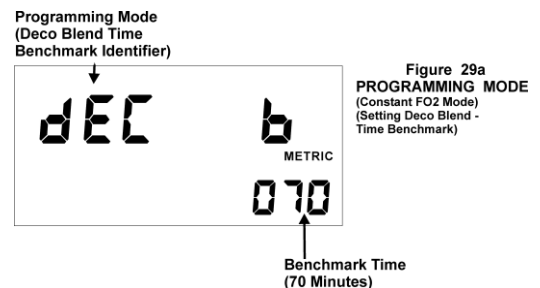 Programming Mode
(Deco Blend Time
Benchmark Identifier)
dEC b
METRIC
070
Benchmark Time
(70 Minutes)
Figure 29a
PROGRAMMING MODE
(Constant FO2 Mode)
(Setting Deco Blend -
Time Benchmark)